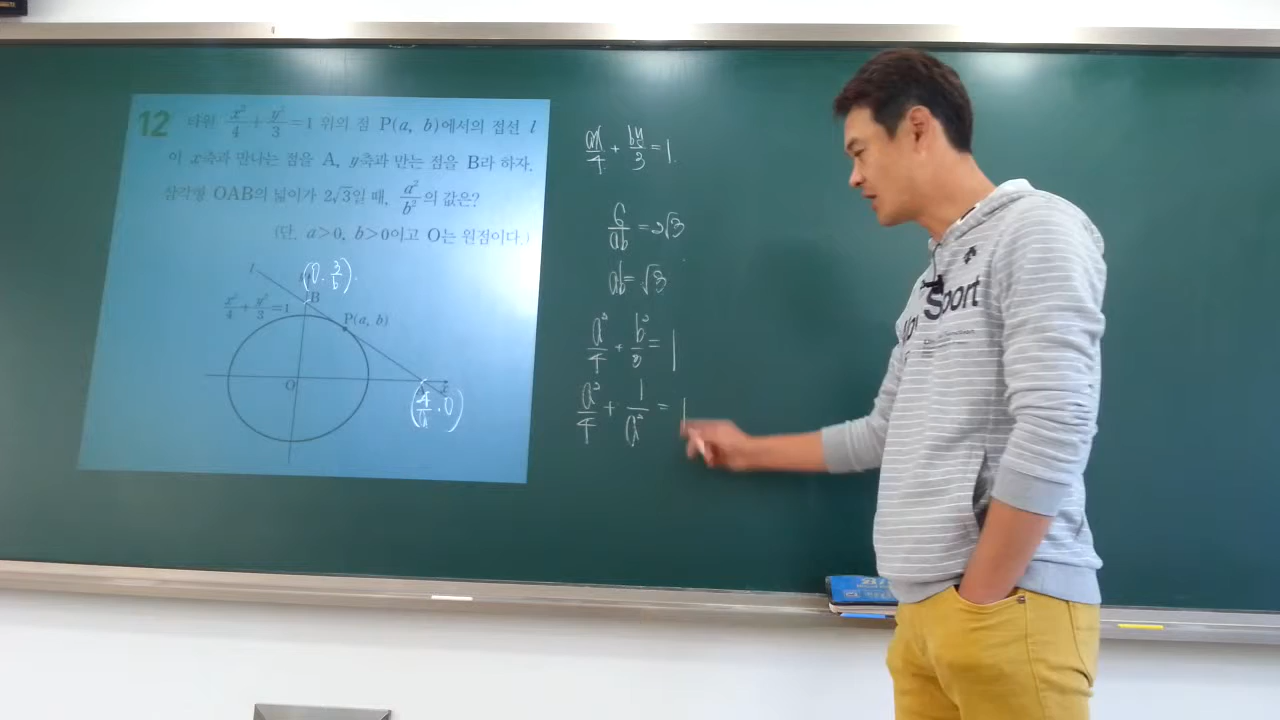 12 타원 x²/4 + y²/3 = 1 위의 점 P(a, b)에서의 접선 l
이 x축과 만나는 점을 A, y축과 만는 점을 B라 하자.
삼각형 OAB의 넓이가 2√3일 때, a²/b²의 값은?
(단, a>0, b>0이고 O는 원점이다.)
l
(0, 3/b).
B
x²/4 + y²/3 = 1
P(a, b)
O
(4/a, 0)
ax/4 + by/3 = 1.
6/ab = 2√3
ab = √3
a²/4 + b²/3 = 1
a²/4 + 1/a² = 1
Sport